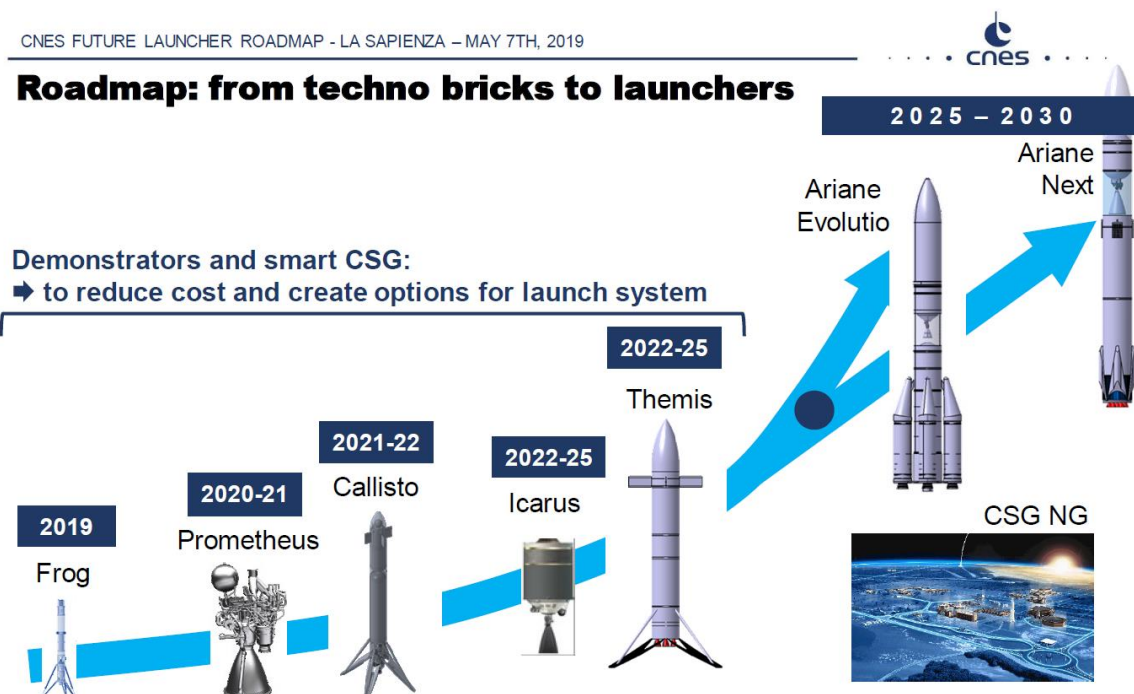 CNES FUTURE LAUNCHER ROADMAP - LA SAPIENZA – MAY 7TH, 2019
cnes
Roadmap: from techno bricks to launchers
2025 – 2030
Ariane
Next
Ariane
Evolutio
Demonstrators and smart CSG:
➡ to reduce cost and create options for launch system
2022-25
Themis
2021-22
Callisto
2022-25
Icarus
2020-21
Prometheus
2019
Frog
CSG NG